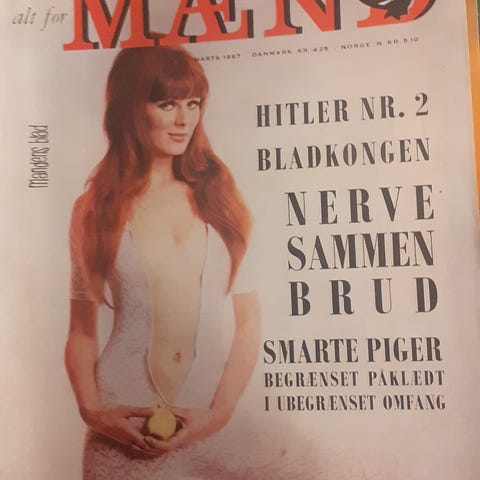 alt for
MÆND
MARTS 1967 · DANMARK KR. 4.25 · NORGE N. KR 5.10
Mandens blad
HITLER NR. 2
BLADKONGEN
NERVE
SAMMEN
BRUD
SMARTE PIGER
BEGRÆNSET PÅKLÆDT
I UBEGRÆNSET OMFANG